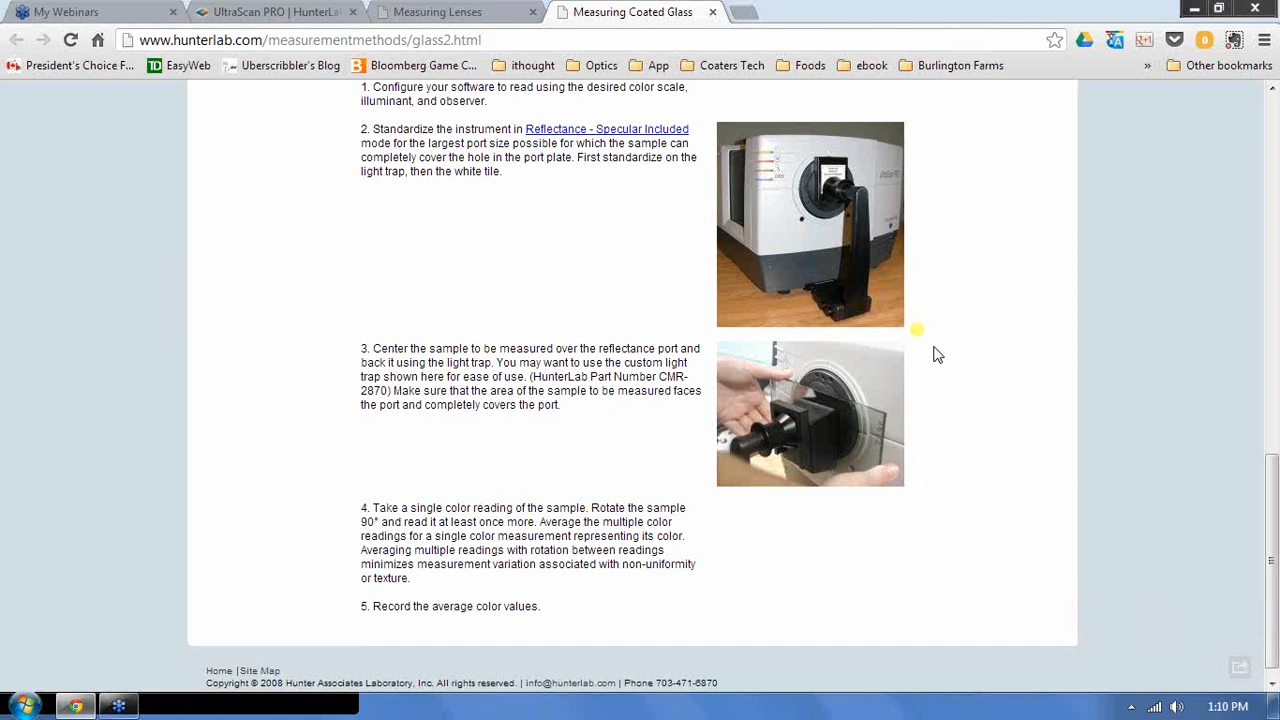 My Webinars
UltraScan PRO | HunterLa
Measuring Lenses
Measuring Coated Glass
www.hunterlab.com/measurementmethods/glass2.html
President's Choice F...
EasyWeb
Uberscribbler's Blog
Bloomberg Game C...
ithought
Optics
App
Coaters Tech
Foods
ebook
Burlington Farms
»
Other bookmarks
1. Configure your software to read using the desired color scale,
illuminant, and observer.
2. Standardize the instrument in Reflectance - Specular Included
mode for the largest port size possible for which the sample can
completely cover the hole in the port plate. First standardize on the
light trap, then the white tile.
3. Center the sample to be measured over the reflectance port and
back it using the light trap. You may want to use the custom light
trap shown here for ease of use. (HunterLab Part Number CMR-
2870) Make sure that the area of the sample to be measured faces
the port and completely covers the port.
4. Take a single color reading of the sample. Rotate the sample
90° and read it at least once more. Average the multiple color
readings for a single color measurement representing its color.
Averaging multiple readings with rotation between readings
minimizes measurement variation associated with non-uniformity
or texture.
5. Record the average color values.
Home | Site Map
Copyright © 2008 Hunter Associates Laboratory, Inc. All rights reserved. | info@hunterlab.com | Phone 703-471-6870
1:10 PM